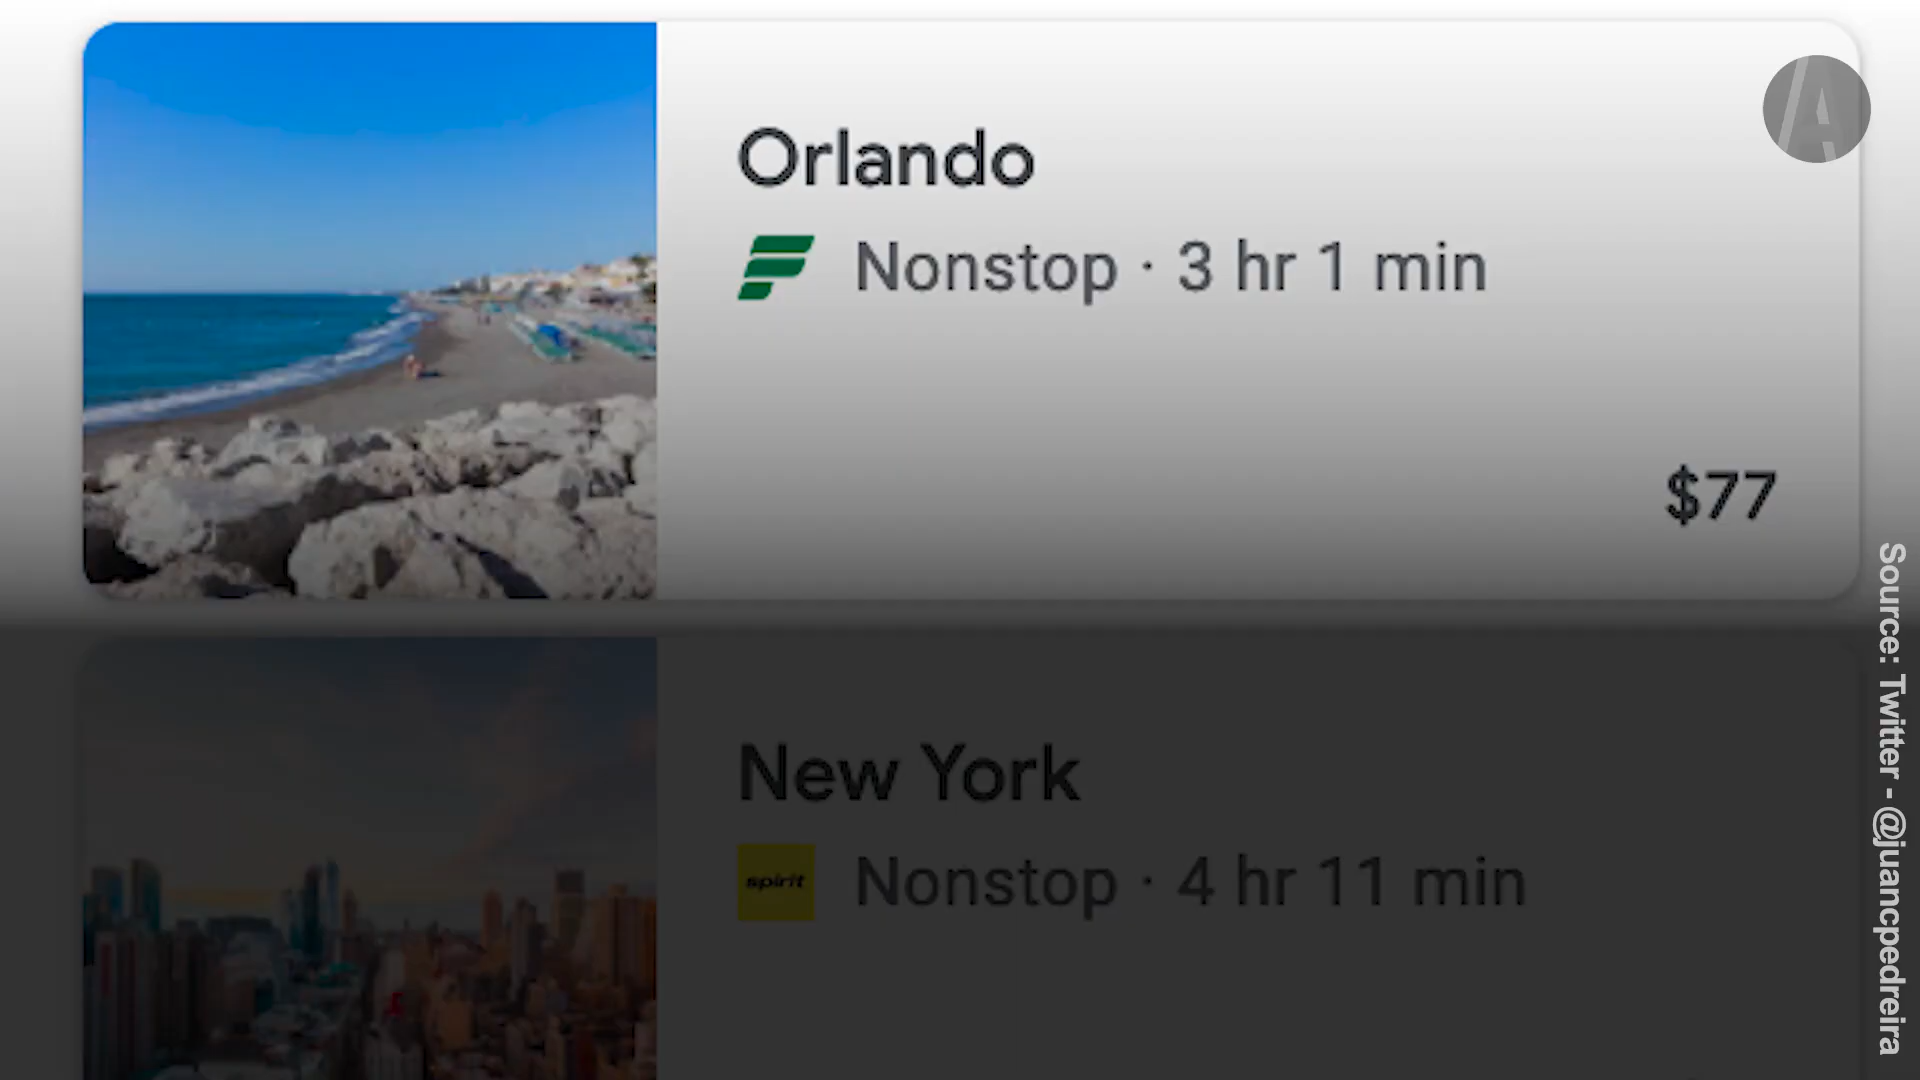 Orlando
Nonstop · 3 hr 1 min
$77
New York
spirit
Nonstop · 4 hr 11 min
Source: Twitter - @juancpedreira